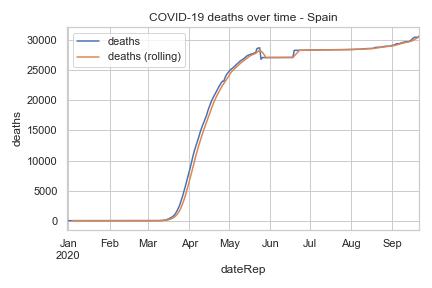 COVID-19 deaths over time - Spain
deaths
deaths (rolling)
30000
25000
20000
15000
10000
5000
0
deaths
Jan Feb Mar Apr May Jun Jul Aug Sep
2020
dateRep